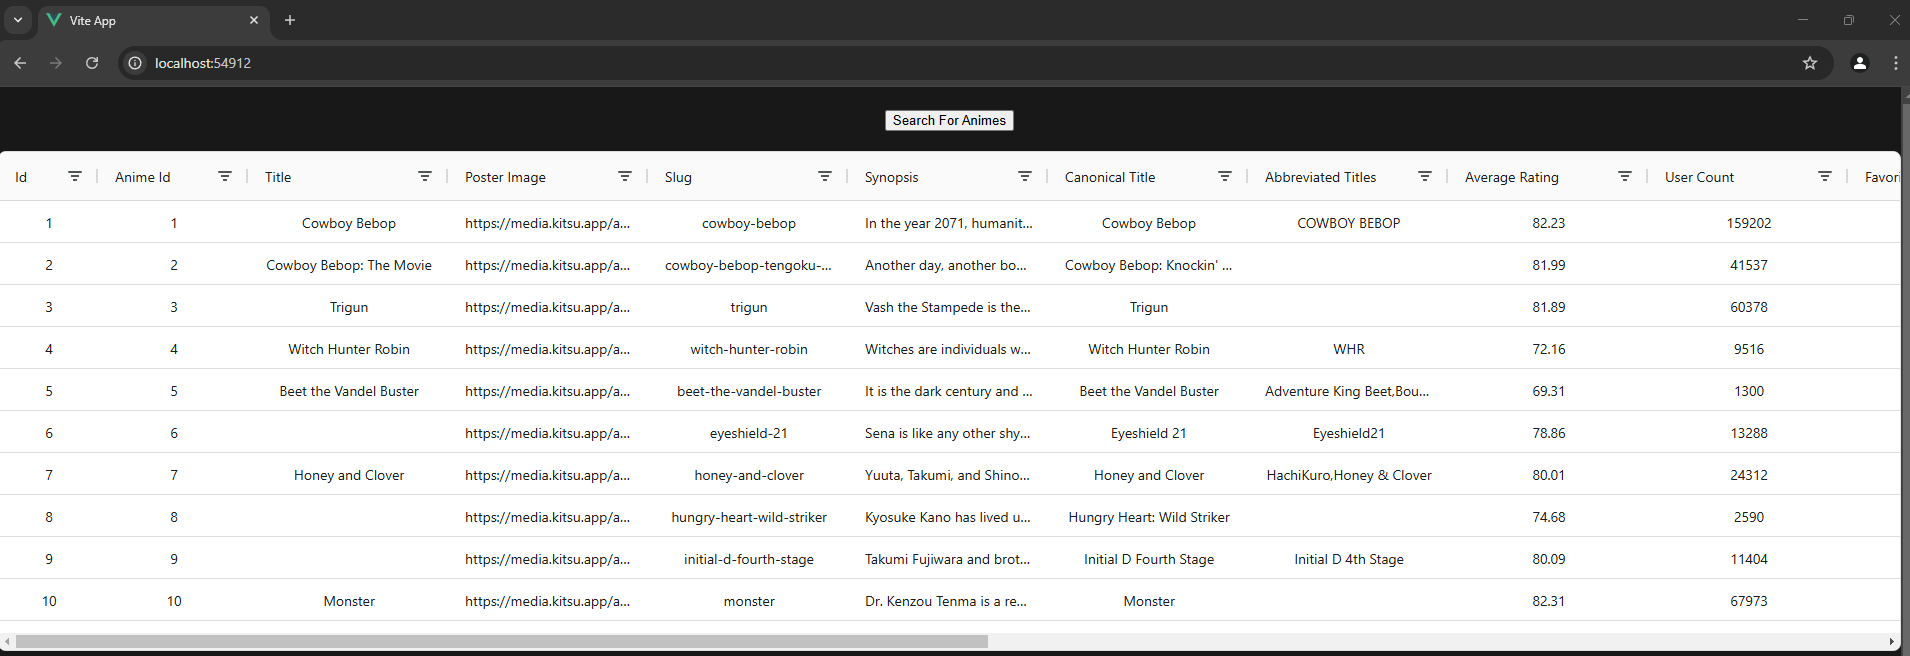 Vite App
localhost:54912
Search For Animes
Id Anime Id Title Poster Image Slug Synopsis Canonical Title Abbreviated Titles Average Rating User Count Favori
1 1 Cowboy Bebop https://media.kitsu.app/a... cowboy-bebop In the year 2071, humanit... Cowboy Bebop COWBOY BEBOP 82.23 159202
2 2 Cowboy Bebop: The Movie https://media.kitsu.app/a... cowboy-bebop-tengoku-... Another day, another bo... Cowboy Bebop: Knockin' ... 81.99 41537
3 3 Trigun https://media.kitsu.app/a... trigun Vash the Stampede is the... Trigun 81.89 60378
4 4 Witch Hunter Robin https://media.kitsu.app/a... witch-hunter-robin Witches are individuals w... Witch Hunter Robin WHR 72.16 9516
5 5 Beet the Vandel Buster https://media.kitsu.app/a... beet-the-vandel-buster It is the dark century and ... Beet the Vandel Buster Adventure King Beet,Bou... 69.31 1300
6 6 https://media.kitsu.app/a... eyeshield-21 Sena is like any other shy... Eyeshield 21 Eyeshield21 78.86 13288
7 7 Honey and Clover https://media.kitsu.app/a... honey-and-clover Yuuta, Takumi, and Shino... Honey and Clover HachiKuro,Honey & Clover 80.01 24312
8 8 https://media.kitsu.app/a... hungry-heart-wild-striker Kyosuke Kano has lived u... Hungry Heart: Wild Striker 74.68 2590
9 9 https://media.kitsu.app/a... initial-d-fourth-stage Takumi Fujiwara and brot... Initial D Fourth Stage Initial D 4th Stage 80.09 11404
10 10 Monster https://media.kitsu.app/a... monster Dr. Kenzou Tenma is a re... Monster 82.31 67973